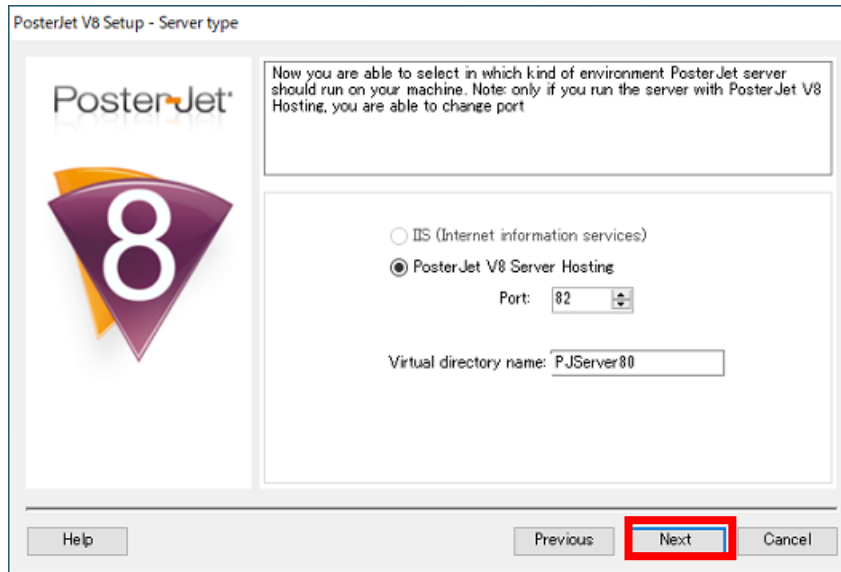 PosterJet V8 Setup - Server type
PosterJet
8
Now you are able to select in which kind of environment PosterJet server
should run on your machine. Note: only if you run the server with PosterJet V8
Hosting, you are able to change port
IIS (Internet information services)
PosterJet V8 Server Hosting
Port: 82
Virtual directory name: PJServer80
Help Previous Next Cancel